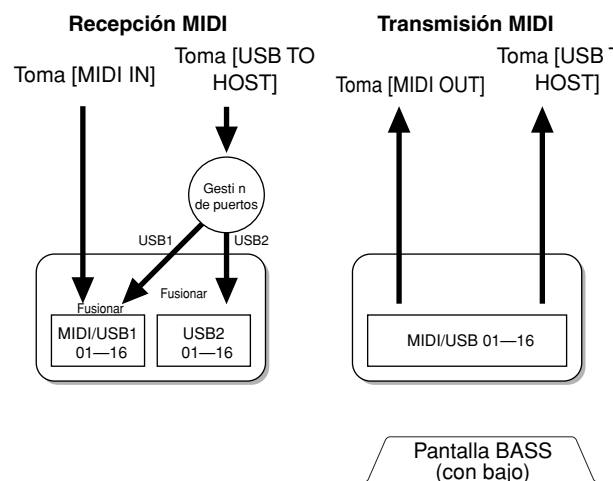 Recepción MIDI
Toma [MIDI IN]
Toma [USB TO
HOST]
Gesti n
de puertos
USB1
USB2
Fusionar
Fusionar
MIDI/USB1
01—16
USB2
01—16
Transmisión MIDI
Toma [MIDI OUT]
Toma [USB T
HOST]
MIDI/USB 01—16
Pantalla BASS
(con bajo)